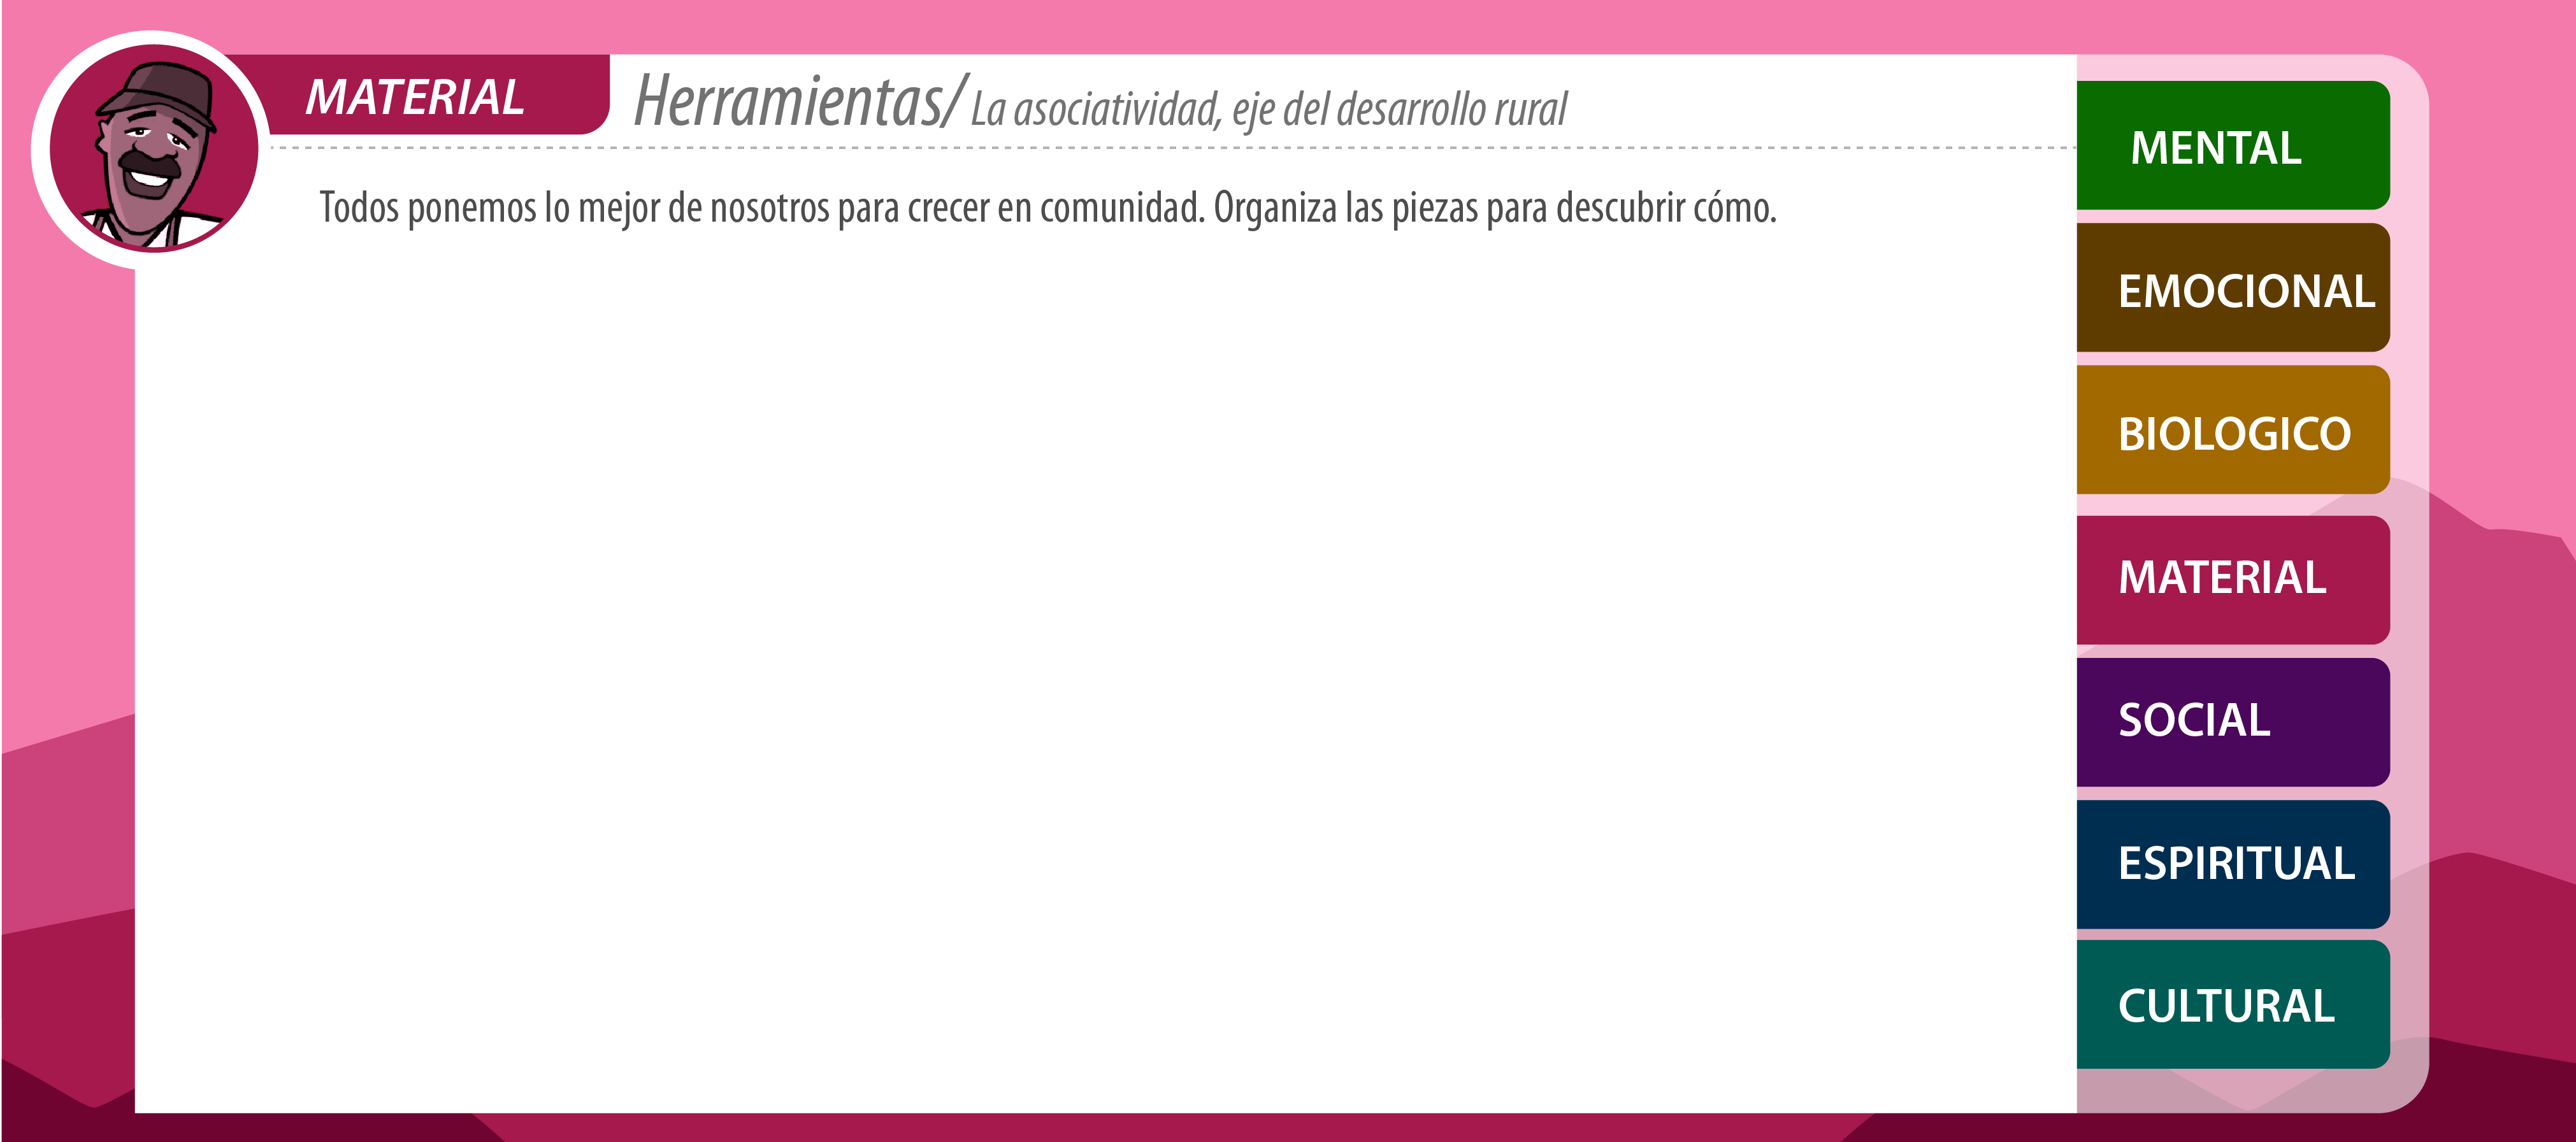 MATERIAL
Herramientas/ La asociatividad, eje del desarrollo rural
Todos ponemos lo mejor de nosotros para crecer en comunidad. Organiza las piezas para descubrir cómo.
MENTAL
EMOCIONAL
BIOLOGICO
MATERIAL
SOCIAL
ESPIRITUAL
CULTURAL